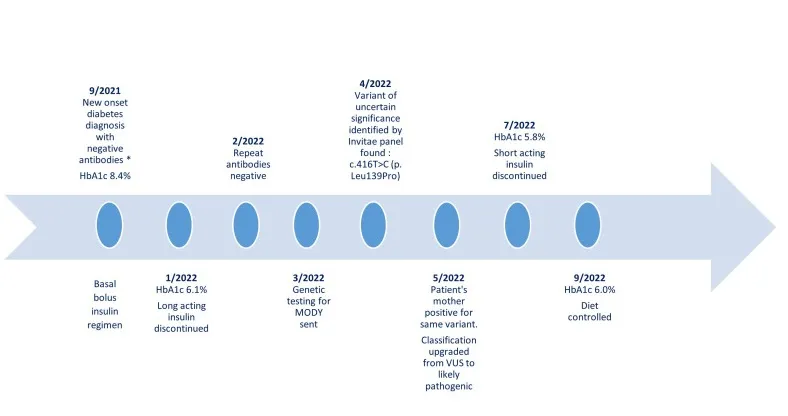 9/2021
New onset
diabetes
diagnosis
with
negative
antibodies *
HbA1c 8.4%
Basal
bolus
insulin
regimen
1/2022
HbA1c 6.1%
Long acting
insulin
discontinued
2/2022
Repeat
antibodies
negative
3/2022
Genetic
testing for
MODY
sent
4/2022
Variant of
uncertain
significance
identified by
Invitae panel
found :
c.416T>C (p.
Leu139Pro)
5/2022
Patient's
mother
positive for
same variant.
Classification
upgraded
from VUS to
likely
pathogenic
7/2022
HbA1c 5.8%
Short acting
insulin
discontinued
9/2022
HbA1c 6.0%
Diet
controlled